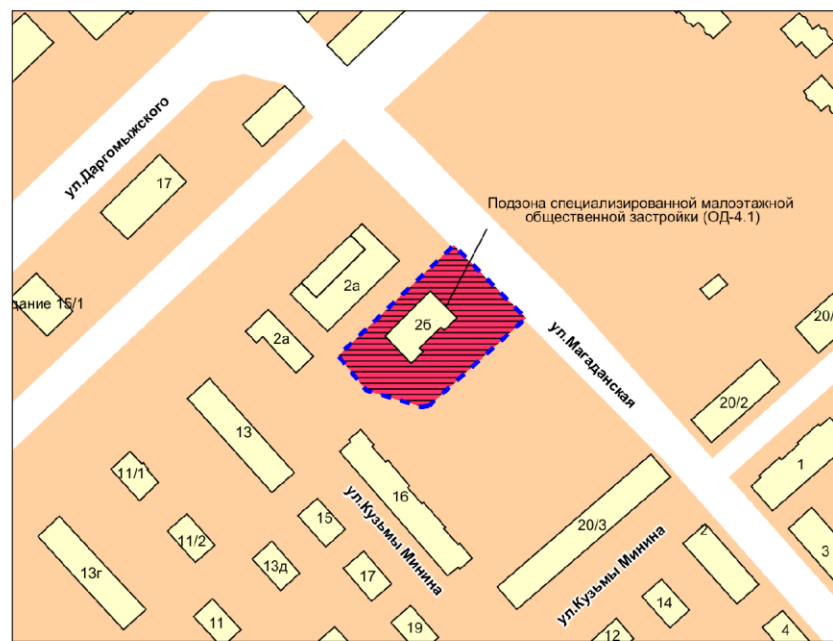 ул.Даргомыжского
17
Подзона специализированной малоэтажной
общественной застройки (ОД-4.1)
2а
дание 15/1
2б
20/
2а
ул.Магаданская
20/2
13
1
11/1
16
15
ул.Кузьмы Минина
20/3
2
3
11/2
13д
13г
17
ул.Кузьмы Минина
14
11
19
12
4